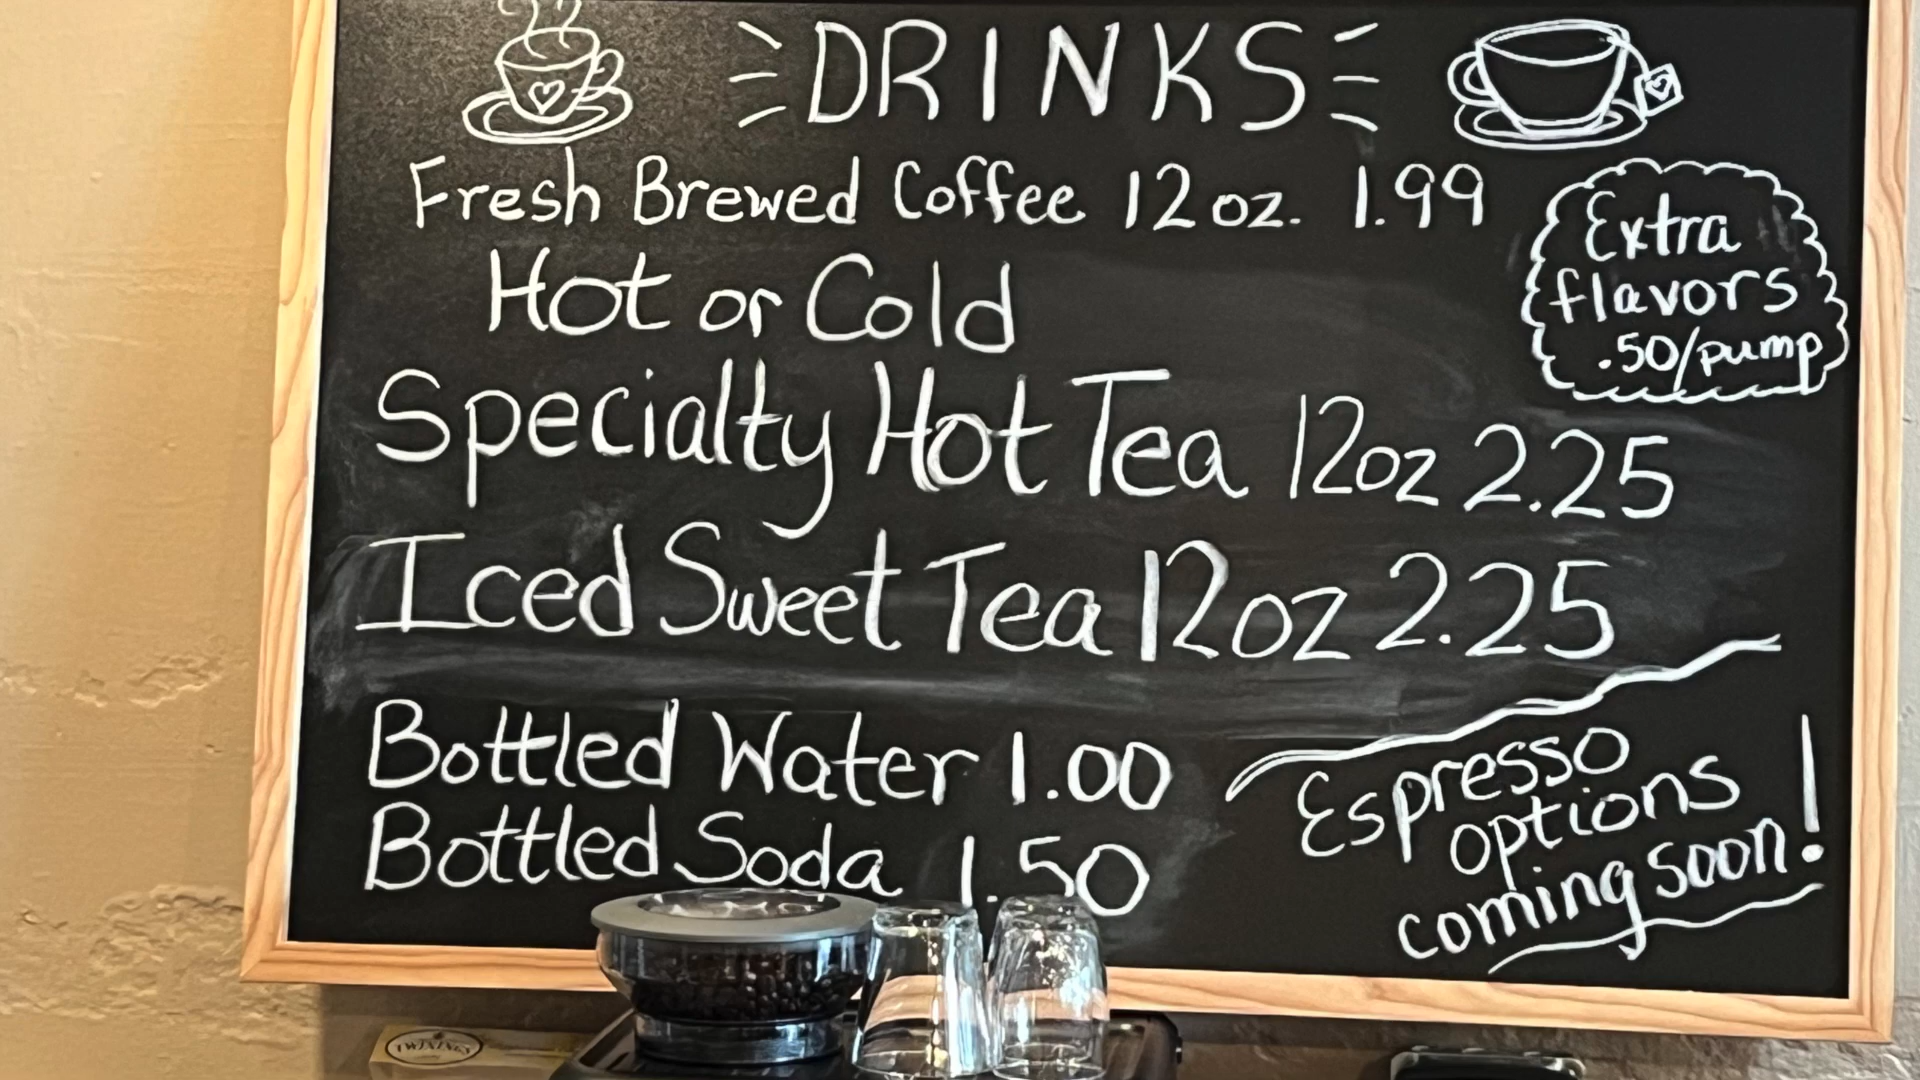 DRINKS
Fresh Brewed Coffee 12 oz. 1.99
Hot or Cold
Extra
flavors
.50/pump
Specialty Hot Tea 12oz 2.25
Iced Sweet Tea 12oz 2.25
Bottled Water 1.00
Bottled Soda 1.50
Espresso
options
coming soon!
TWININGS